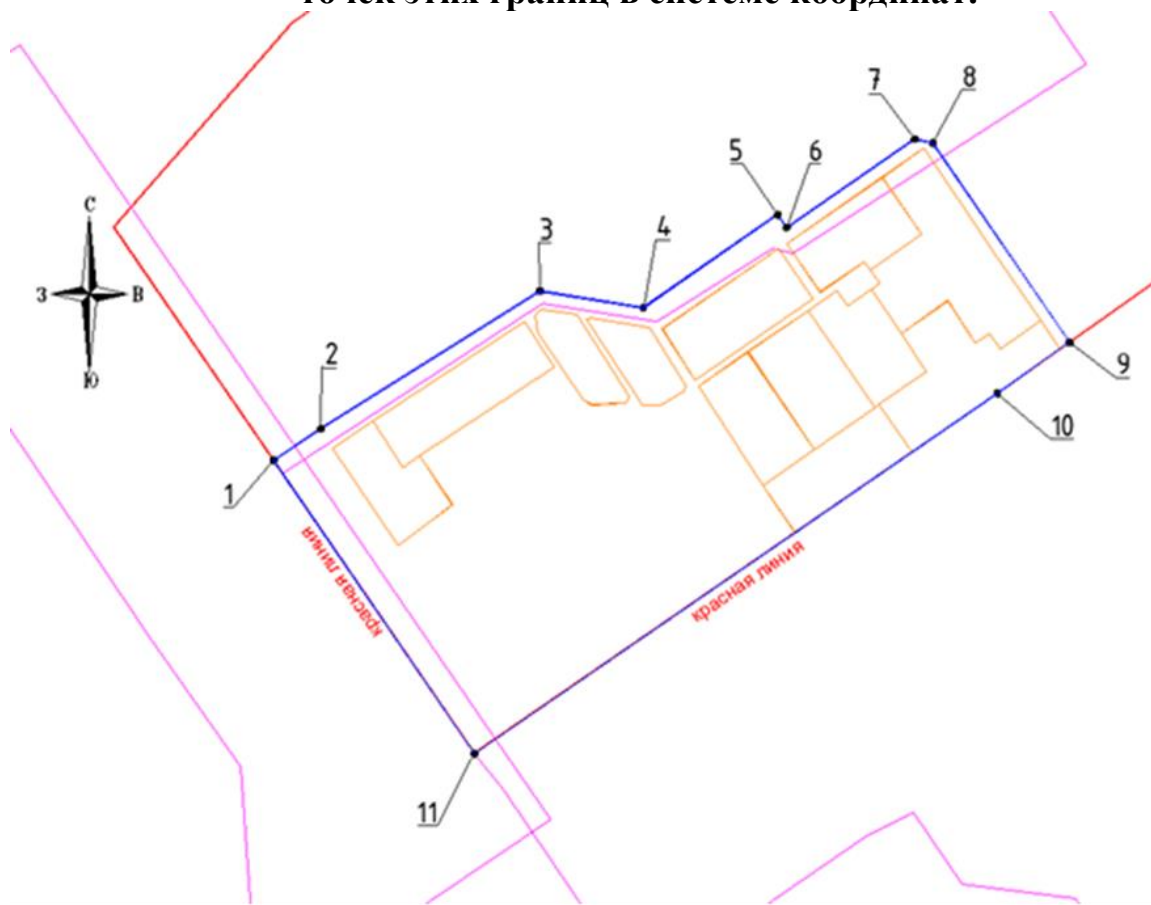 точек этих границ в системе координат:
7
8
5
6
С
3
4
З
В
2
Ю
9
10
1
красная линия
красная линия
11